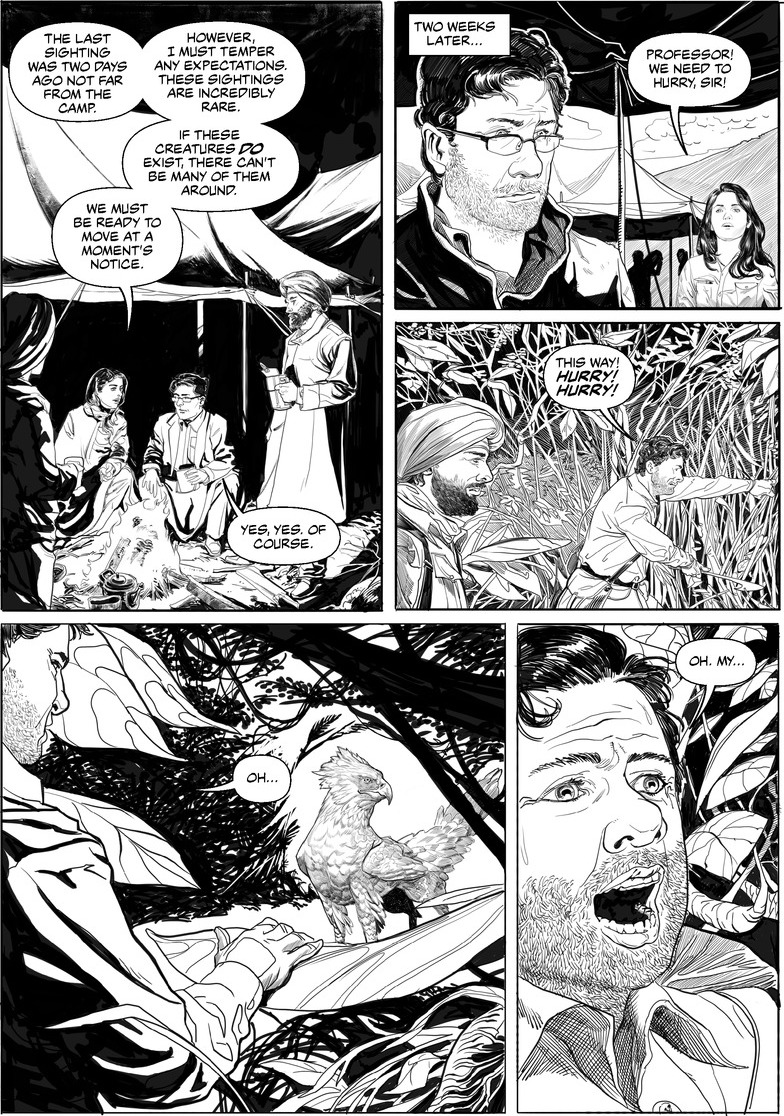 THE LAST
SIGHTING
WAS TWO DAYS
AGO NOT FAR
FROM THE
CAMP.
HOWEVER,
I MUST TEMPER
ANY EXPECTATIONS.
THESE SIGHTINGS
ARE INCREDIBLY
RARE.
IF THESE
CREATURES DO
EXIST, THERE CAN'T
BE MANY OF THEM
AROUND.
WE MUST
BE READY TO
MOVE AT A
MOMENT'S
NOTICE.
YES, YES. OF
COURSE.
TWO WEEKS
LATER...
PROFESSOR!
WE NEED TO
HURRY, SIR!
THIS WAY!
HURRY!
HURRY!
OH...
OH. MY...